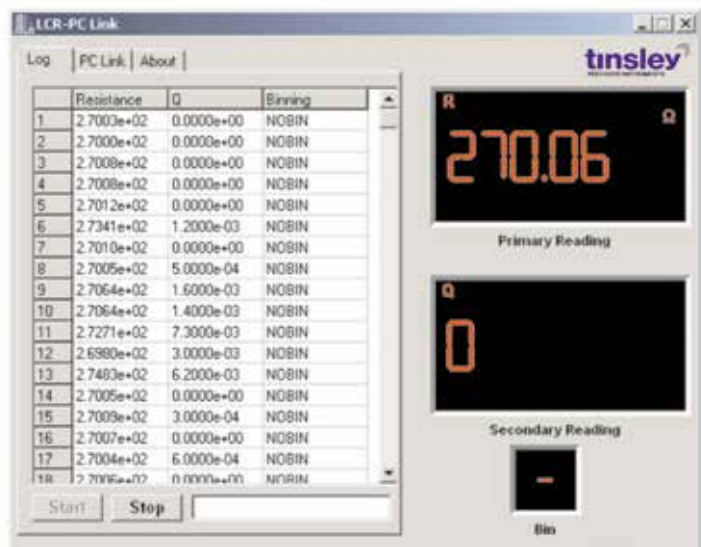 LCR-PC Link
Log PC Link About
tinsley
Resistance Q Binning
1 2.7003e+02 0.0000e+00 NOBIN
2 2.7000e+02 0.0000e+00 NOBIN
3 2.7008e+02 0.0000e+00 NOBIN
4 2.7008e+02 0.0000e+00 NOBIN
5 2.7012e+02 0.0000e+00 NOBIN
6 2.7341e+02 1.2000e-03 NOBIN
7 2.7010e+02 0.0000e+00 NOBIN
8 2.7005e+02 5.0000e-04 NOBIN
9 2.7064e+02 1.6000e-03 NOBIN
10 2.7064e+02 1.4000e-03 NOBIN
11 2.7271e+02 7.3000e-03 NOBIN
12 2.6980e+02 3.0000e-03 NOBIN
13 2.7483e+02 6.2000e-03 NOBIN
14 2.7005e+02 0.0000e+00 NOBIN
15 2.7009e+02 3.0000e-04 NOBIN
16 2.7007e+02 0.0000e+00 NOBIN
17 2.7004e+02 6.0000e-04 NOBIN
18 2.7006e+02 0.0000e+00 NOBIN
Start Stop
R Ω
270.06
Primary Reading
Q
0
Secondary Reading
-
Bin